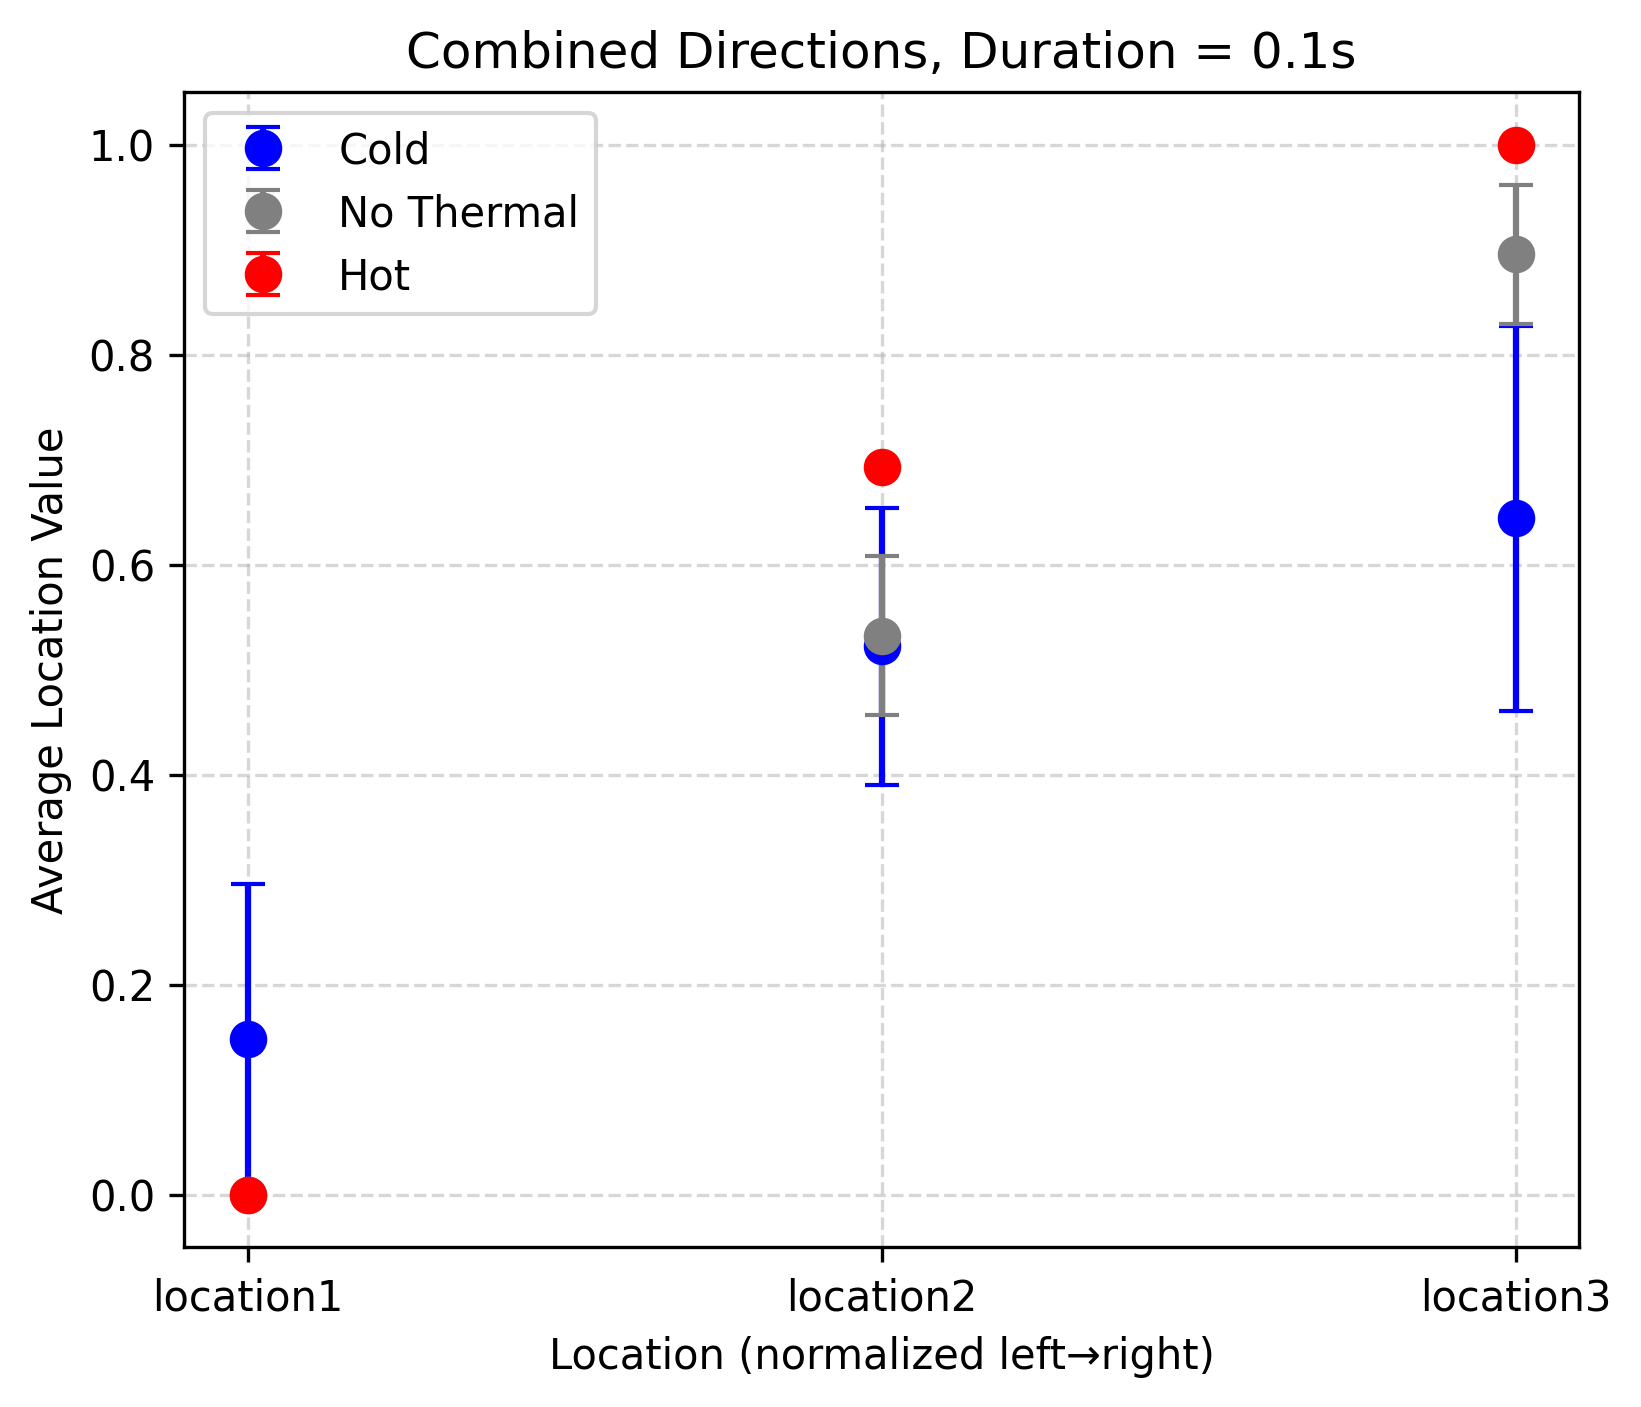 Combined Directions, Duration = 0.1s
Cold
No Thermal
Hot
1.0
0.8
0.6
0.4
0.2
0.0
Average Location Value
location1
location2
location3
Location (normalized left→right)